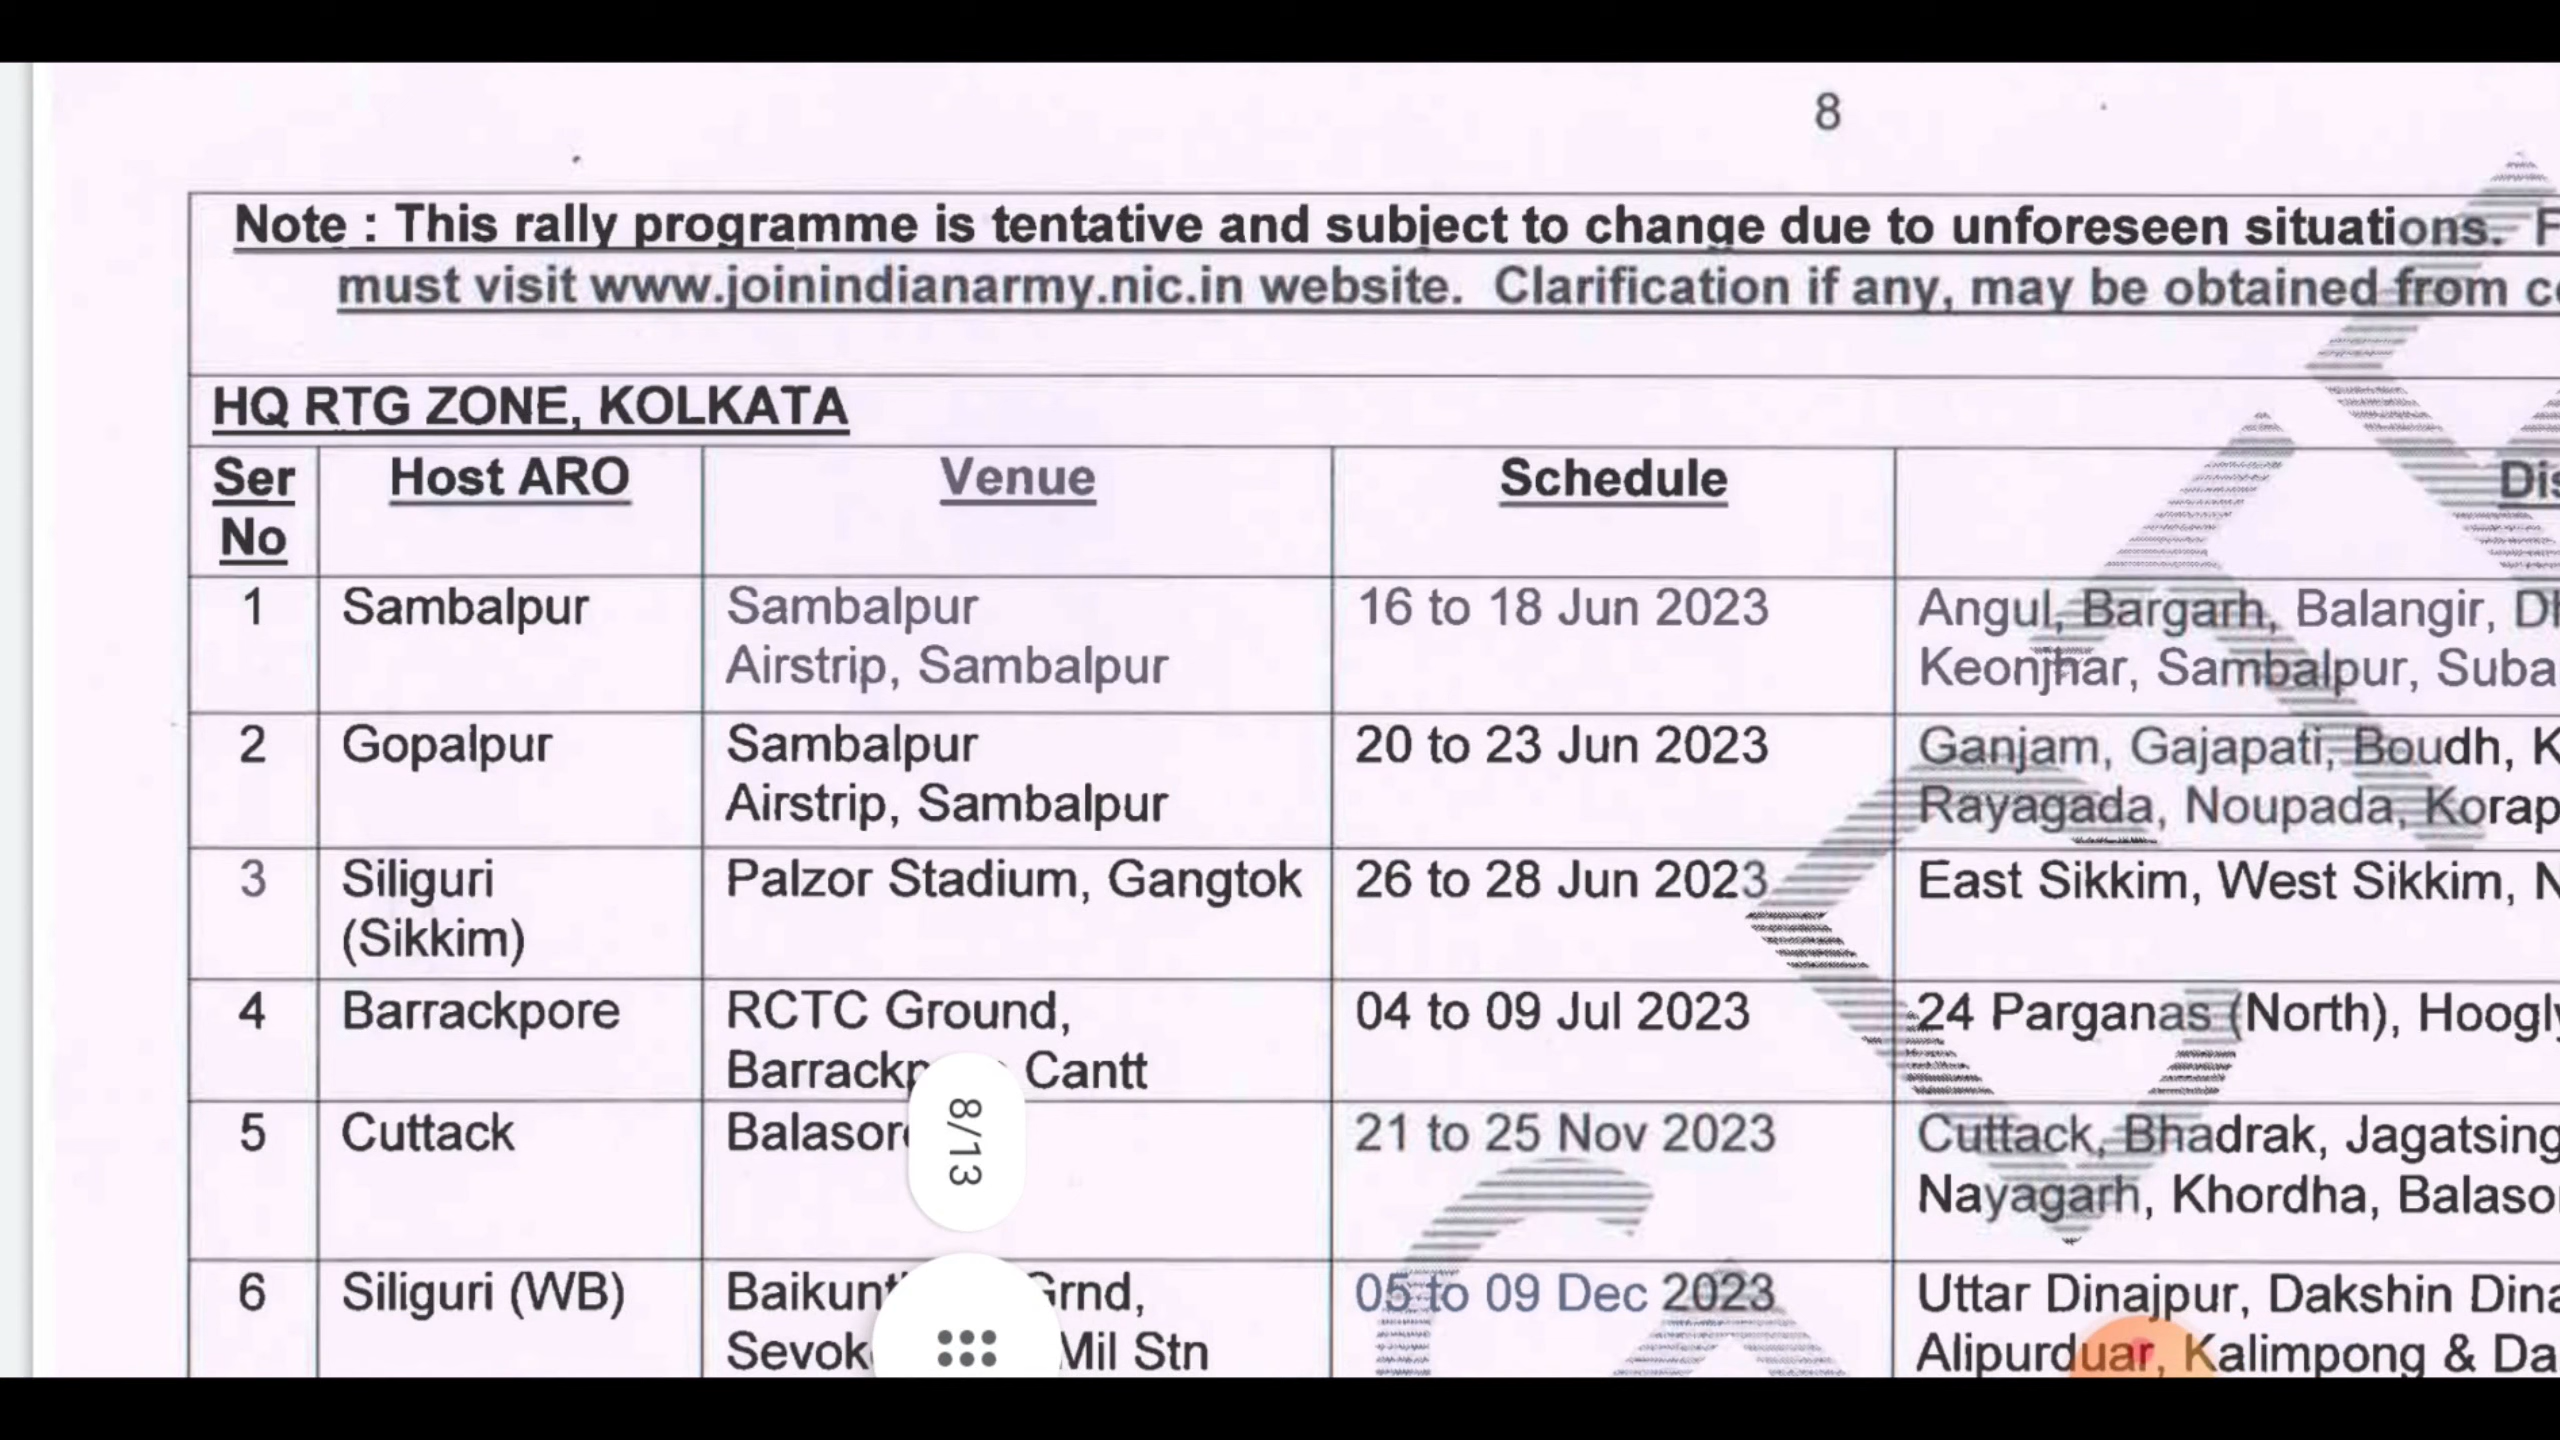 8
Note : This rally programme is tentative and subject to change due to unforeseen situations.
must visit www.joinindianarmy.nic.in website. Clarification if any, may be obtained from
HQ RTG ZONE, KOLKATA
Ser No Host ARO Venue Schedule
1 Sambalpur Sambalpur 16 to 18 Jun 2023 Angul, Bargarh, Balangir,
Airstrip, Sambalpur Keonjhar, Sambalpur,
2 Gopalpur Sambalpur 20 to 23 Jun 2023 Ganjam, Gajapati, Boudh,
Airstrip, Sambalpur Rayagada, Noupada,
3 Siliguri Palzor Stadium, Gangtok 26 to 28 Jun 2023 East Sikkim, West Sikkim,
(Sikkim)
4 Barrackpore RCTC Ground, 04 to 09 Jul 2023 24 Parganas (North),
Cantt
5 Cuttack 21 to 25 Nov 2023 Cuttack, Bhadrak,
Nayagarh, Khordha,
8/13
6 Siliguri (WB) 05 to 09 Dec 2023 Uttar Dinajpur, Dakshin
Mil Stn Alipurduar, Kalimpong &